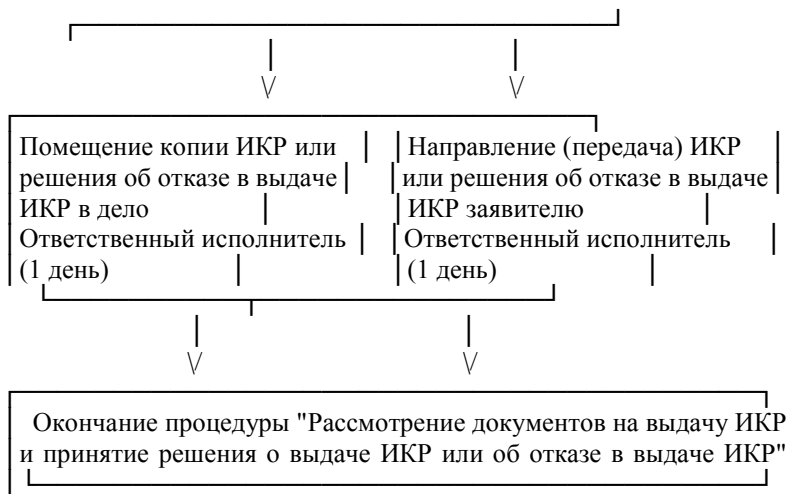 Помещение копии ИКР или Направление (передача) ИКР
решения об отказе в выдаче или решения об отказе в выдаче
ИКР в дело ИКР заявителю
Ответственный исполнитель Ответственный исполнитель
(1 день) (1 день)
Окончание процедуры "Рассмотрение документов на выдачу ИКР
и принятие решения о выдаче ИКР или об отказе в выдаче ИКР"